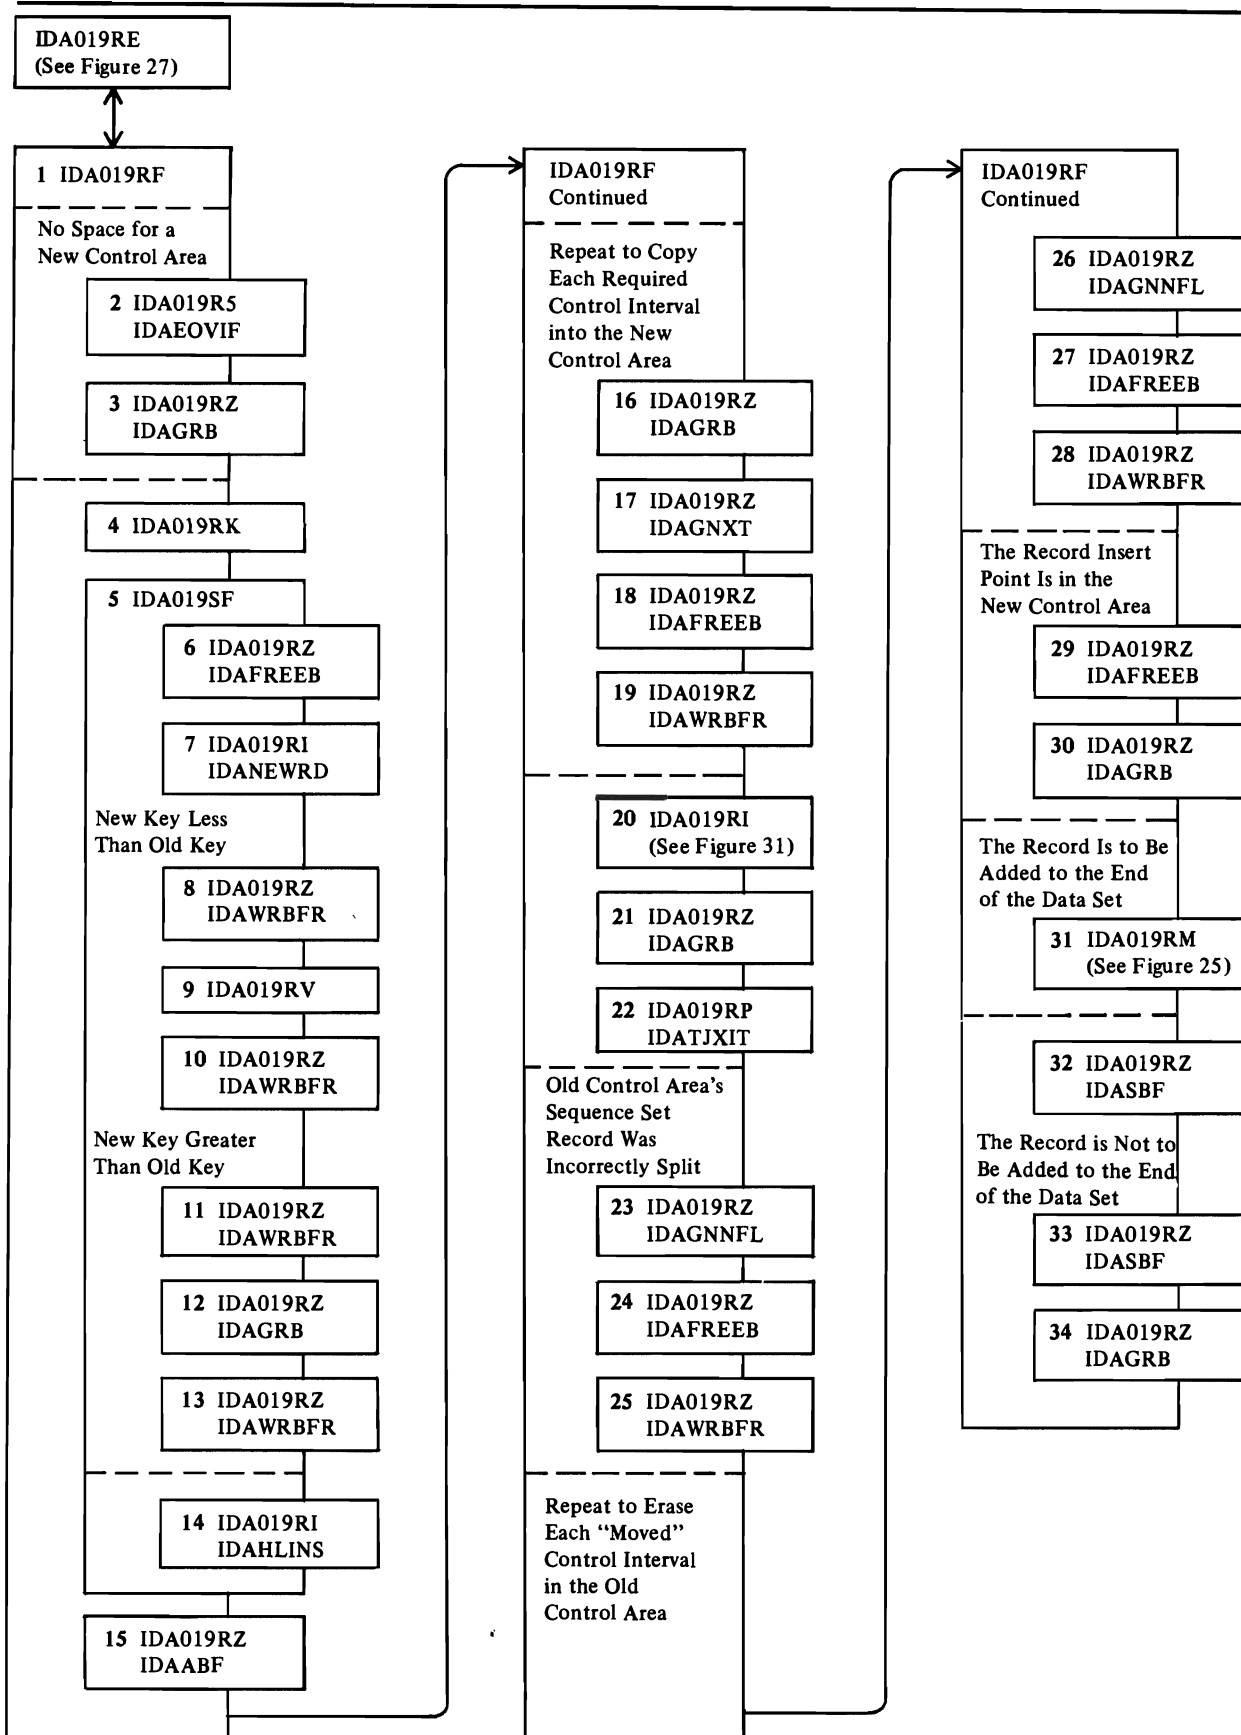 IDA019RE
(See Figure 27)
1 IDA019RF
No Space for a
New Control Area
2 IDA019R5
IDAEOVIF
3 IDA019RZ
IDAGRB
4 IDA019RK
5 IDA019SF
6 IDA019RZ
IDAFREEB
7 IDA019RI
IDANEWRD
New Key Less
Than Old Key
8 IDA019RZ
IDAWRBFR
9 IDA019RV
10 IDA019RZ
IDAWRBFR
New Key Greater
Than Old Key
11 IDA019RZ
IDAWRBFR
12 IDA019RZ
IDAGRB
13 IDA019RZ
IDAWRBFR
14 IDA019RI
IDAHLINS
15 IDA019RZ
IDAABF
IDA019RF
Continued
Repeat to Copy
Each Required
Control Interval
into the New
Control Area
16 IDA019RZ
IDAGRB
17 IDA019RZ
IDAGNXT
18 IDA019RZ
IDAFREEB
19 IDA019RZ
IDAWRBFR
20 IDA019RI
(See Figure 31)
21 IDA019RZ
IDAGRB
22 IDA019RP
IDATJXIT
Old Control Area's
Sequence Set
Record Was
Incorrectly Split
23 IDA019RZ
IDAGNNFL
24 IDA019RZ
IDAFREEB
25 IDA019RZ
IDAWRBFR
Repeat to Erase
Each “Moved”
Control Interval
in the Old
Control Area
IDA019RF
Continued
26 IDA019RZ
IDAGNNFL
27 IDA019RZ
IDAFREEB
28 IDA019RZ
IDAWRBFR
The Record Insert
Point Is in the
New Control Area
29 IDA019RZ
IDAFREEB
30 IDA019RZ
IDAGRB
The Record Is to Be
Added to the End
of the Data Set
31 IDA019RM
(See Figure 25)
32 IDA019RZ
IDASBF
The Record is Not to
Be Added to the End
of the Data Set
33 IDA019RZ
IDASBF
34 IDA019RZ
IDAGRB